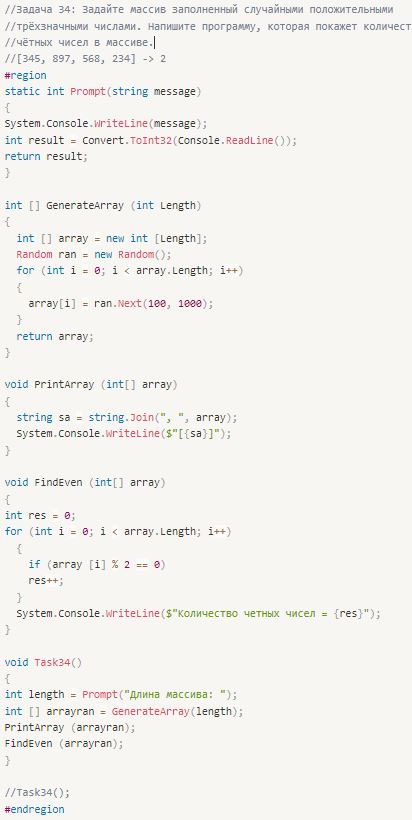 //Задача 34: Задайте массив заполненный случайными положительными
//трёхзначными числами. Напишите программу, которая покажет количест
//чётных чисел в массиве.
//[345, 897, 568, 234] -> 2
#region
static int Prompt(string message)
{
System.Console.WriteLine(message);
int result = Convert.ToInt32(Console.ReadLine());
return result;
}

int [] GenerateArray (int Length)
{
  int [] array = new int [Length];
  Random ran = new Random();
  for (int i = 0; i < array.Length; i++)
  {
    array[i] = ran.Next(100, 1000);
  }
  return array;
}

void PrintArray (int[] array)
{
  string sa = string.Join(", ", array);
  System.Console.WriteLine($"[{sa}]");
}

void FindEven (int[] array)
{
int res = 0;
for (int i = 0; i < array.Length; i++)
  {
    if (array [i] % 2 == 0)
    res++;
  }
  System.Console.WriteLine($"Количество четных чисел = {res}");
}

void Task34()
{
int length = Prompt("Длина массива: ");
int [] arrayran = GenerateArray(length);
PrintArray (arrayran);
FindEven (arrayran);
}

//Task34();
#endregion